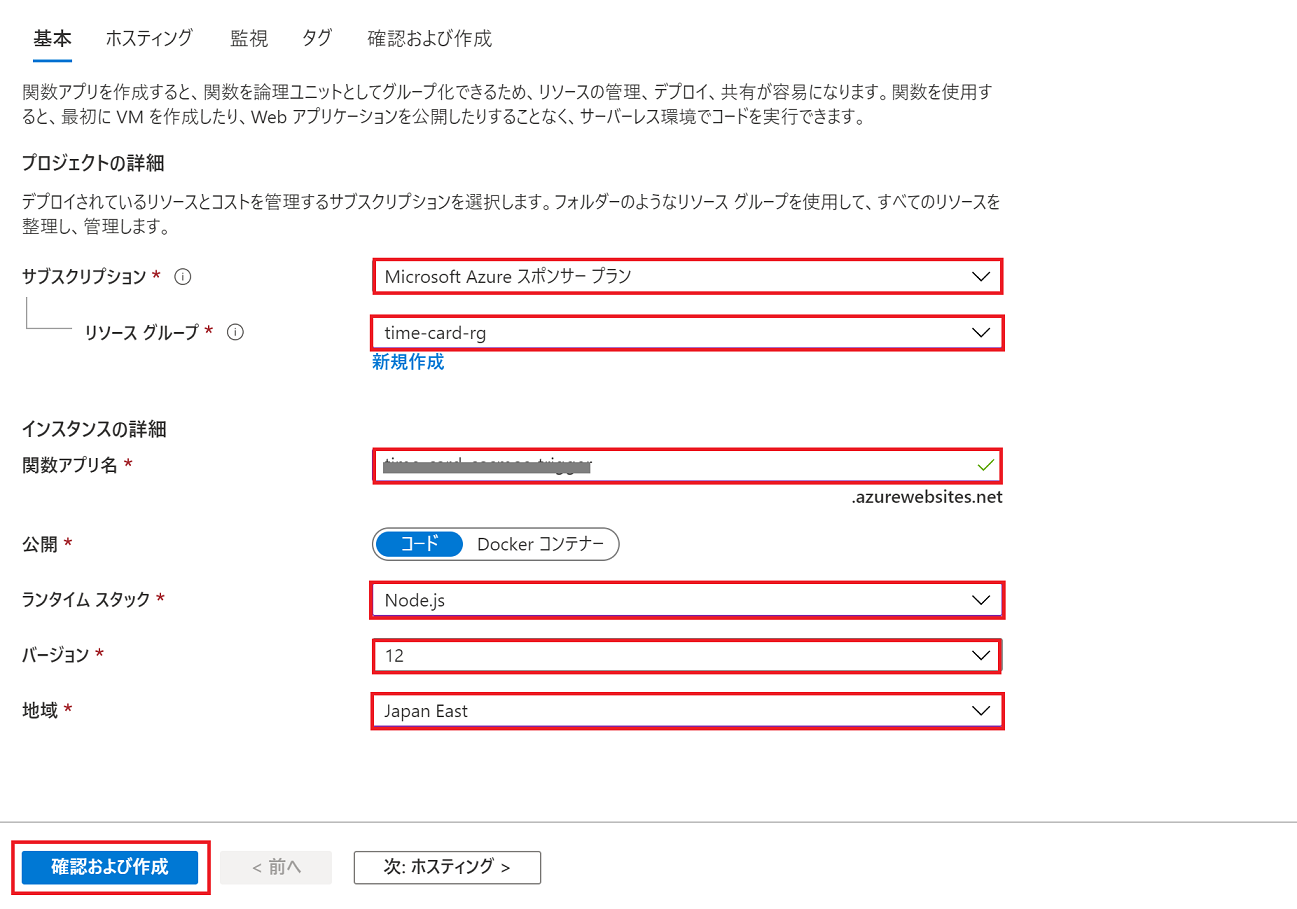 基本 ホスティング 監視 タグ 確認および作成
関数アプリを作成すると、関数を論理ユニットとしてグループ化できるため、リソースの管理、デプロイ、共有が容易になります。関数を使用す
ると、最初に VM を作成したり、Web アプリケーションを公開したりすることなく、サーバーレス環境でコードを実行できます。
プロジェクトの詳細
デプロイされているリソースとコストを管理するサブスクリプションを選択します。フォルダーのようなリソース グループを使用して、すべてのリソースを
整理し、管理します。
サブスクリプション * Microsoft Azure スポンサー プラン
リソース グループ * time-card-rg
新規作成
インスタンスの詳細
関数アプリ名 *
.azurewebsites.net
公開 * コード Docker コンテナー
ランタイム スタック * Node.js
バージョン * 12
地域 * Japan East
確認および作成 < 前へ 次: ホスティング >